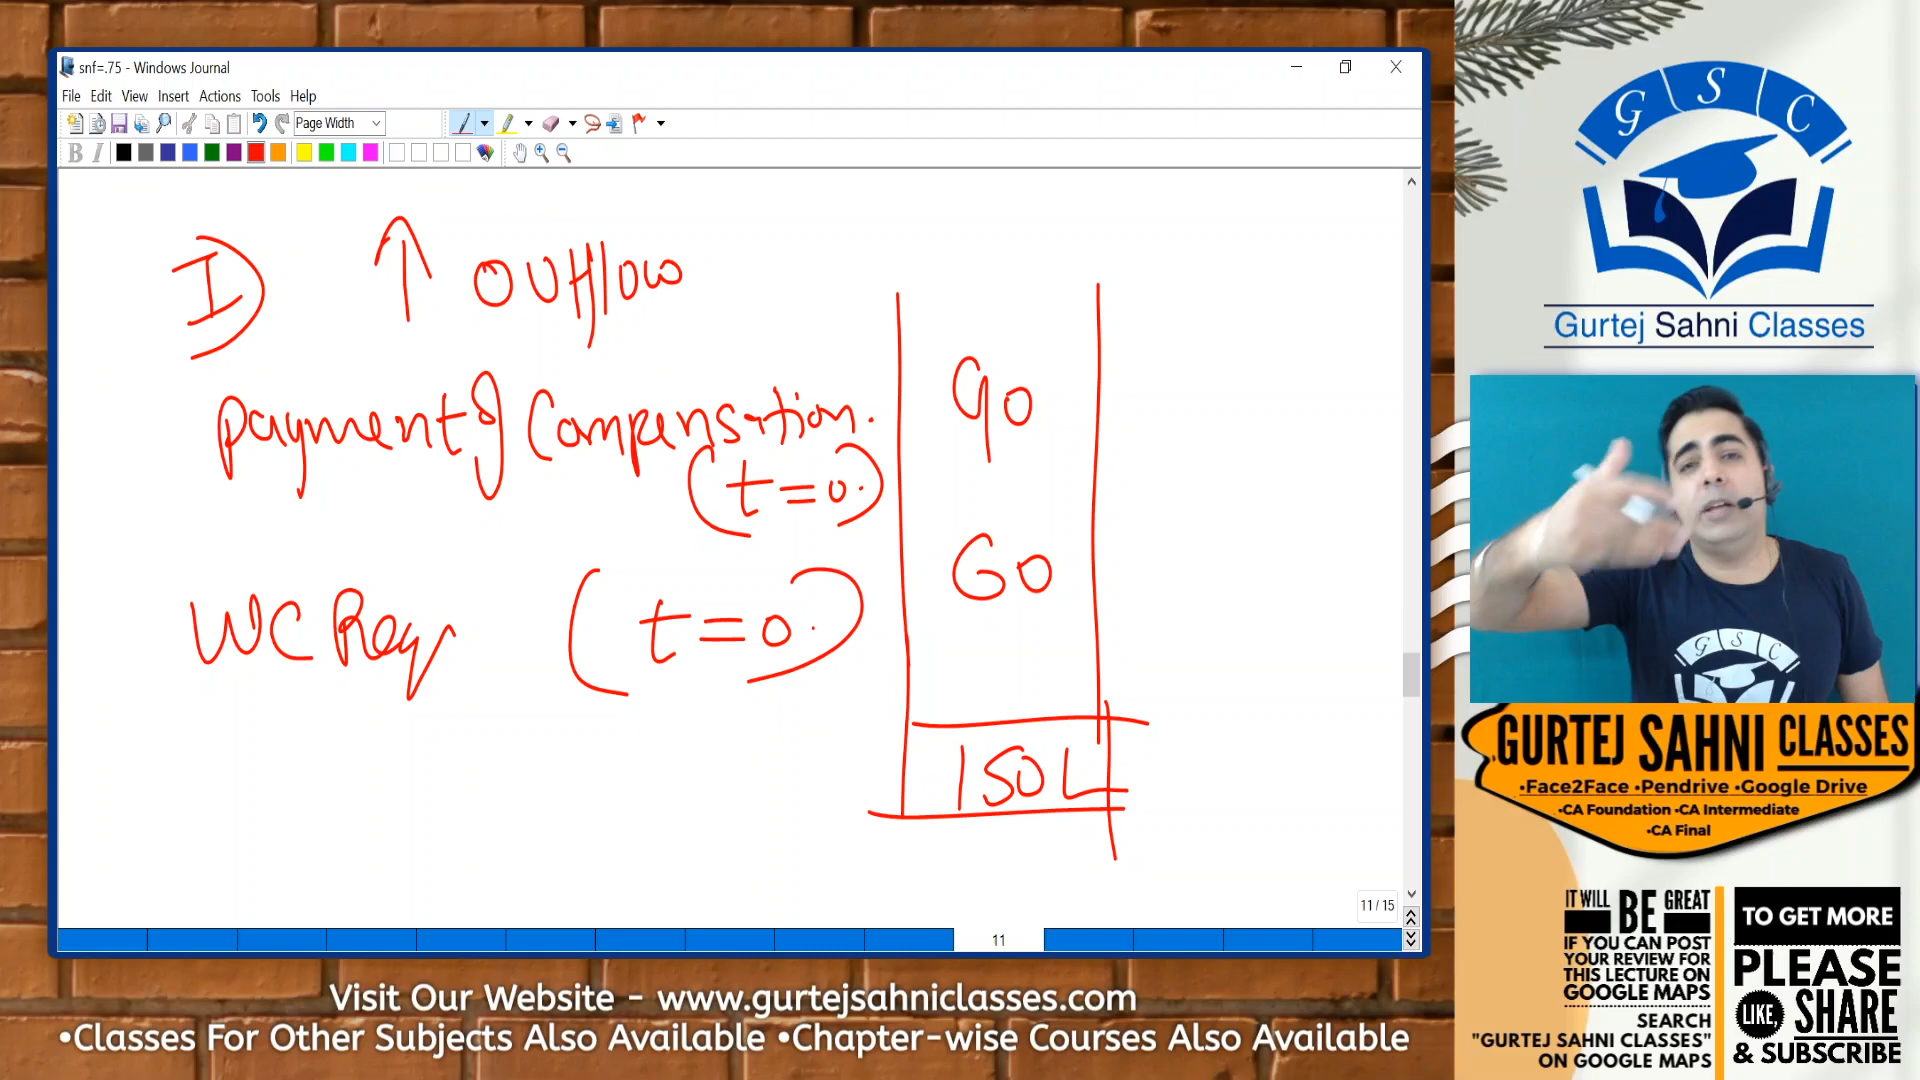 snf=.75 - Windows Journal
File Edit View Insert Actions Tools Help
Page Width
B I
I) ↑ Outflow
Payment of Compensation.
(t=0.)
90
WC Req (t=0.)
60
150 L
11 / 15
11
G S C
Gurtej Sahni Classes
G S C
GURTEJ SAHNI CLASSES
•Face2Face •Pendrive •Google Drive
•CA Foundation •CA Intermediate
•CA Final
IT WILL BE GREAT
IF YOU CAN POST
YOUR REVIEW FOR
THIS LECTURE ON
GOOGLE MAPS
SEARCH
"GURTEJ SAHNI CLASSES"
ON GOOGLE MAPS
TO GET MORE
PLEASE
LIKE, SHARE
& SUBSCRIBE
Visit Our Website - www.gurtejsahniclasses.com
•Classes For Other Subjects Also Available •Chapter-wise Courses Also Available